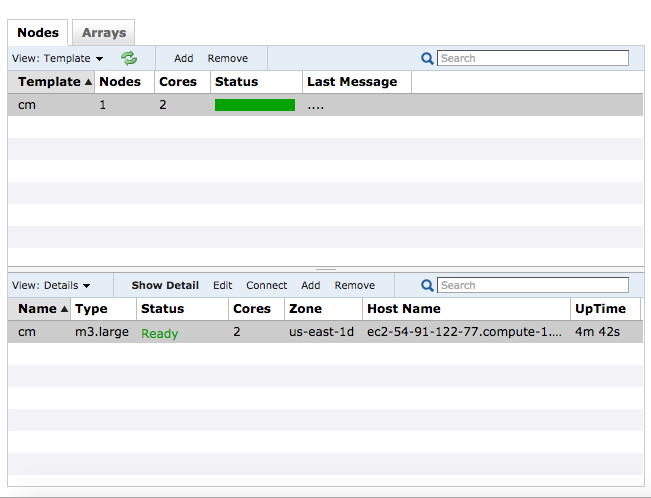 Nodes Arrays
View: Template Add Remove Search
Template Nodes Cores Status Last Message
cm 1 2 ....
View: Details Show Detail Edit Connect Add Remove Search
Name Type Status Cores Zone Host Name UpTime
cm m3.large Ready 2 us-east-1d ec2-54-91-122-77.compute-1.... 4m 42s